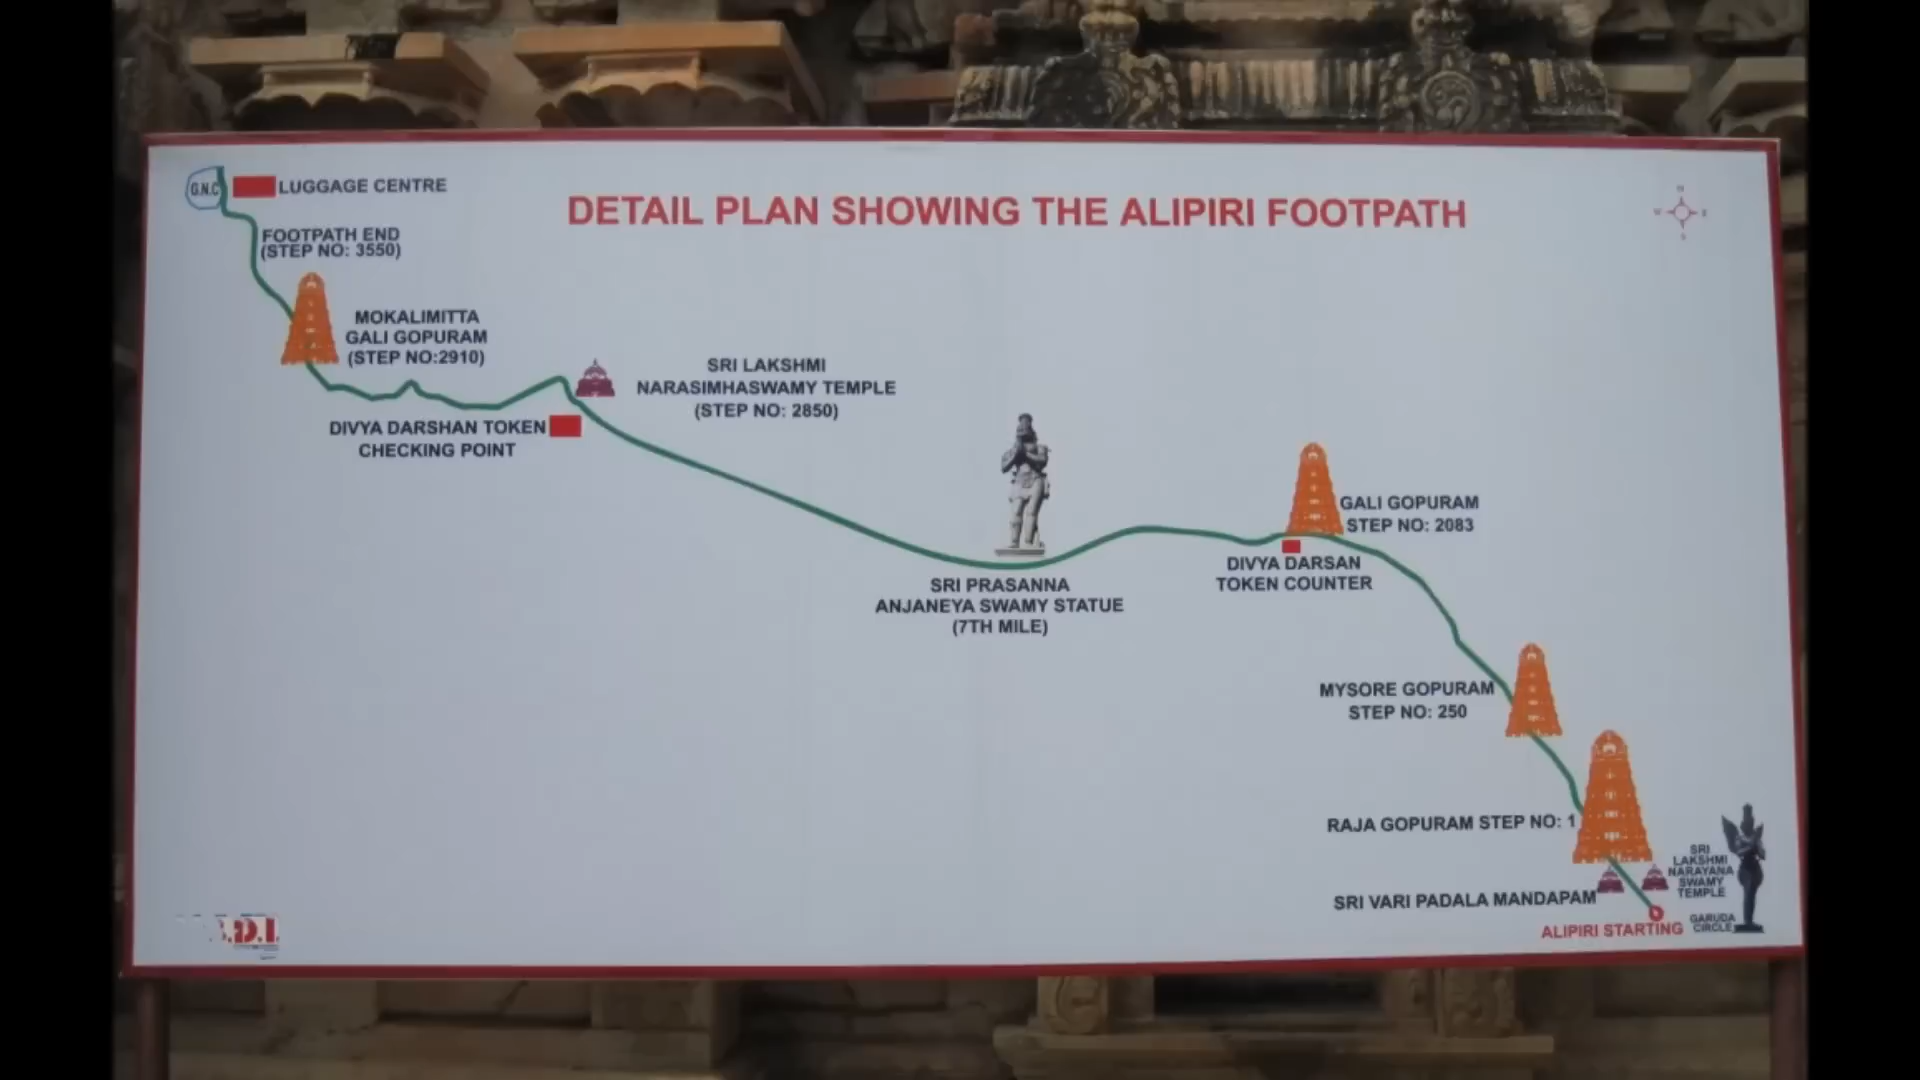 DETAIL PLAN SHOWING THE ALIPIRI FOOTPATH
G.N.C
LUGGAGE CENTRE
FOOTPATH END
(STEP NO: 3550)
MOKALIMITTA
GALI GOPURAM
(STEP NO:2910)
SRI LAKSHMI
NARASIMHASWAMY TEMPLE
(STEP NO: 2850)
DIVYA DARSHAN TOKEN
CHECKING POINT
SRI PRASANNA
ANJANEYA SWAMY STATUE
(7TH MILE)
GALI GOPURAM
STEP NO: 2083
DIVYA DARSAN
TOKEN COUNTER
MYSORE GOPURAM
STEP NO: 250
RAJA GOPURAM STEP NO: 1
SRI
LAKSHMI
NARAYANA
SWAMY
TEMPLE
SRI VARI PADALA MANDAPAM
GARUDA
CIRCLE
ALIPIRI STARTING
N
W
E
S